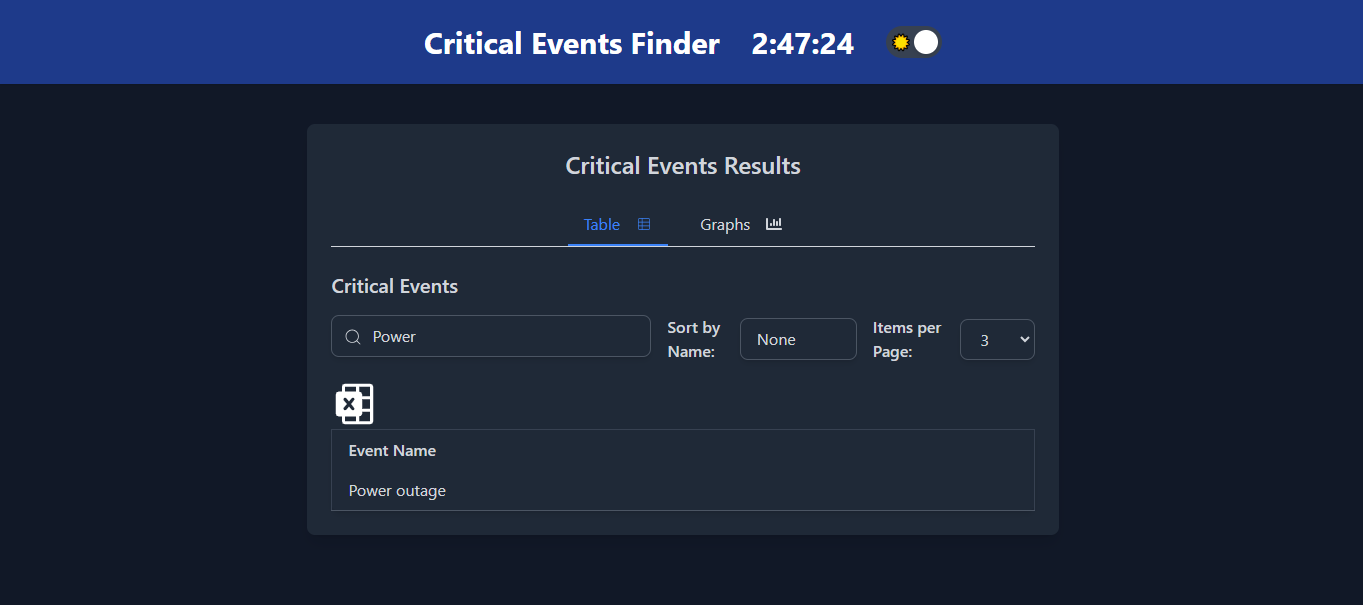 Critical Events Finder 2:47:24
Critical Events Results
Table Graphs
Critical Events
Power
Sort by
Name:
None
Items per
Page:
3
X
Event Name
Power outage